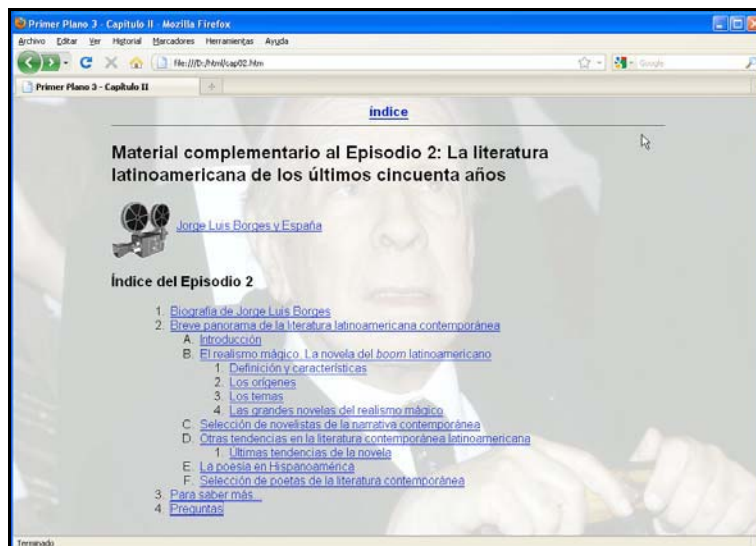 Primer Plano 3 - Capítulo II - Mozilla Firefox
Archivo Editar Ver Historial Marcadores Herramientas Ayuda
file:///D:/html/cap02.htm
Google
Primer Plano 3 - Capítulo II
índice
Material complementario al Episodio 2: La literatura
latinoamericana de los últimos cincuenta años
Jorge Luis Borges y España
Índice del Episodio 2
1. Biografía de Jorge Luis Borges
2. Breve panorama de la literatura latinoamericana contemporánea
A. Introducción
B. El realismo mágico. La novela del boom latinoamericano
1. Definición y características
2. Los orígenes
3. Los temas
4. Las grandes novelas del realismo mágico
C. Selección de novelistas de la narrativa contemporánea
D. Otras tendencias en la literatura contemporánea latinoamericana
1. Últimas tendencias de la novela
E. La poesía en Hispanoamérica
F. Selección de poetas de la literatura contemporánea
3. Para saber más...
4. Preguntas
Terminado